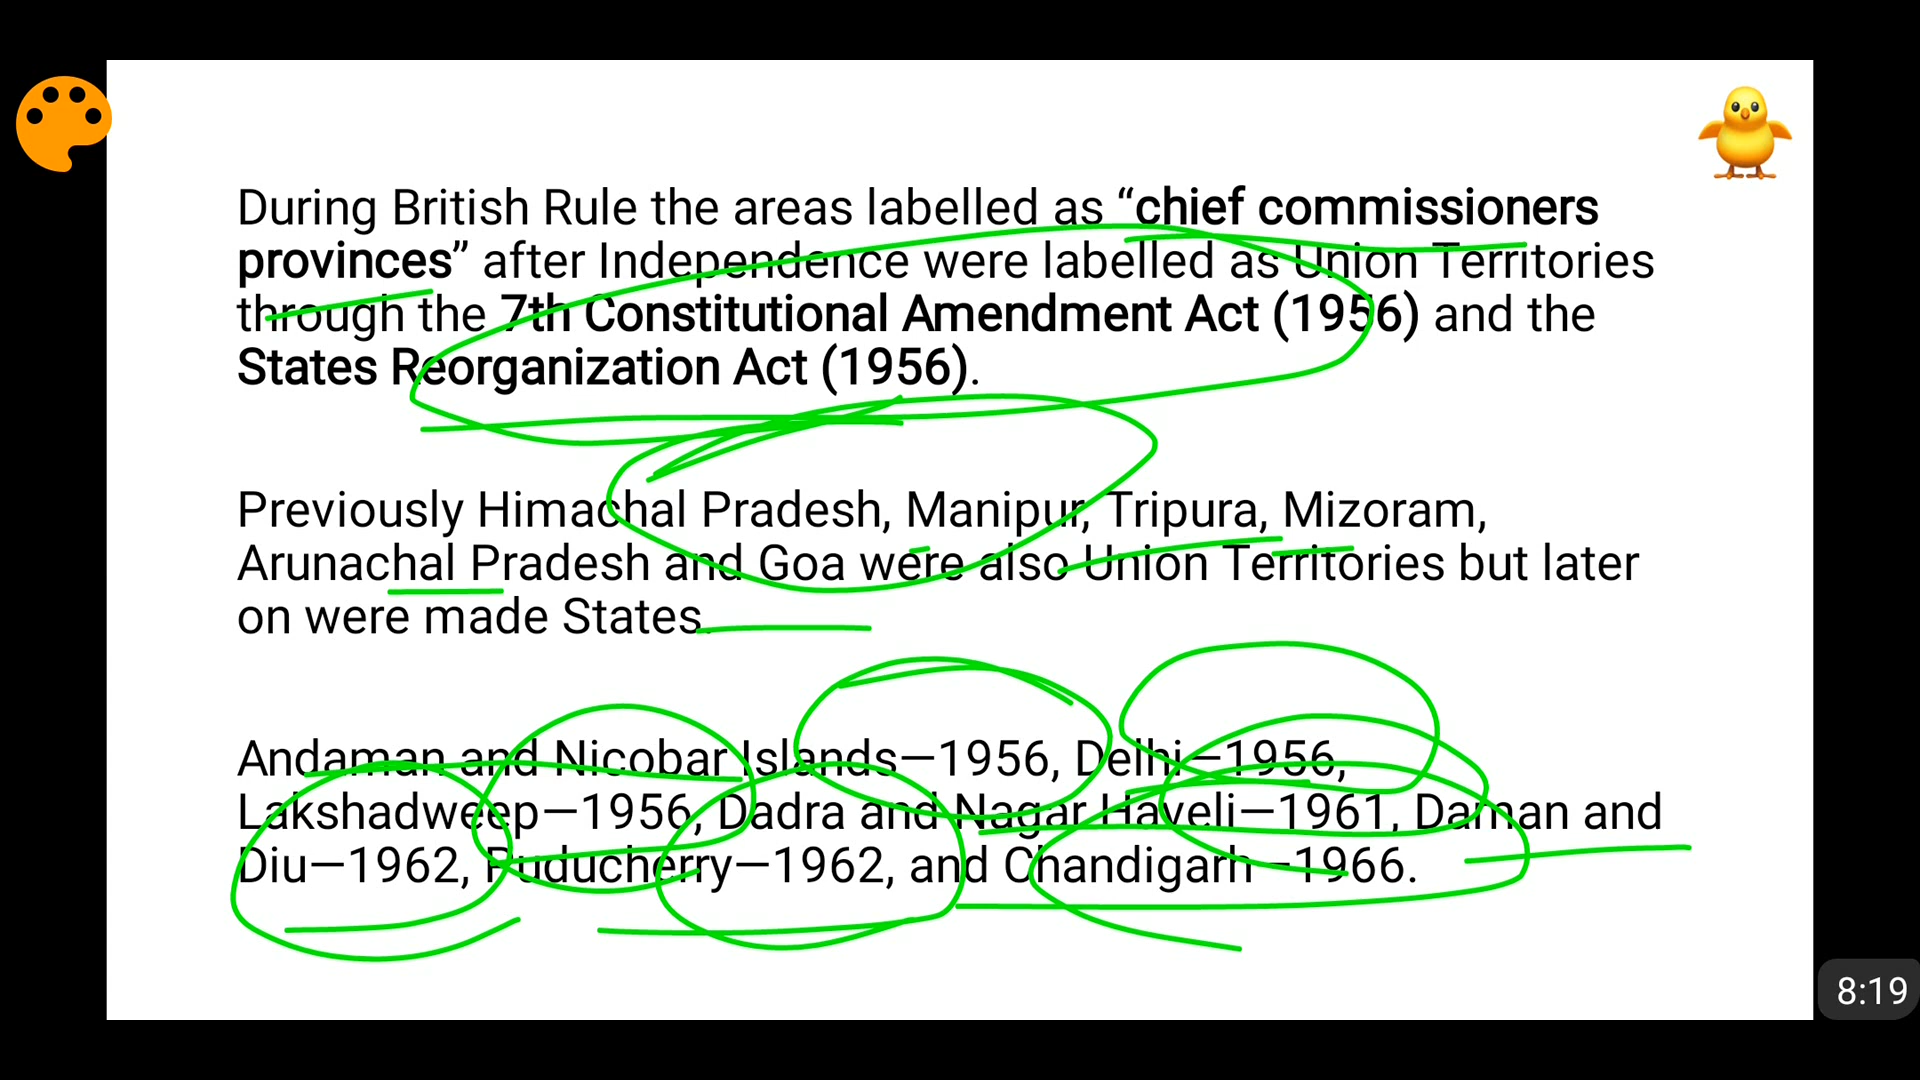 During British Rule the areas labelled as “chief commissioners
provinces” after Independence were labelled as Union Territories
through the 7th Constitutional Amendment Act (1956) and the
States Reorganization Act (1956).
Previously Himachal Pradesh, Manipur, Tripura, Mizoram,
Arunachal Pradesh and Goa were also Union Territories but later
on were made States.
Andaman and Nicobar Islands—1956, Delhi—1956,
Lakshadweep—1956, Dadra and Nagar Haveli—1961, Daman and
Diu—1962, Puducherry—1962, and Chandigarh—1966.
8:19